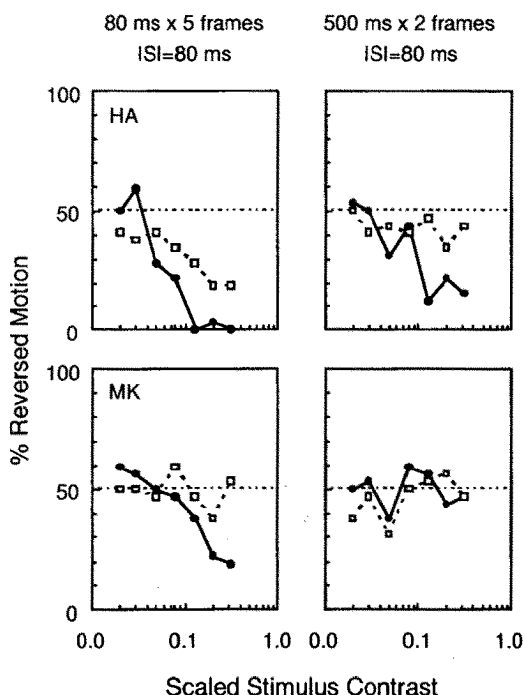 80 ms x 5 frames
ISI=80 ms
500 ms x 2 frames
ISI=80 ms
% Reversed Motion
100
HA
50
0
100
MK
50
0
0.0 0.1 1.0
0.0 0.1 1.0
Scaled Stimulus Contrast